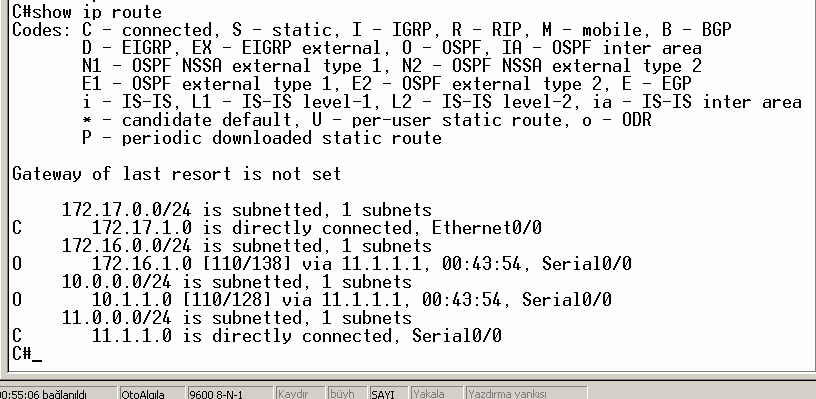 C#show ip route
Codes: C - connected, S - static, I - IGRP, R - RIP, M - mobile, B - BGP
D - EIGRP, EX - EIGRP external, O - OSPF, IA - OSPF inter area
N1 - OSPF NSSA external type 1, N2 - OSPF NSSA external type 2
E1 - OSPF external type 1, E2 - OSPF external type 2, E - EGP
i - IS-IS, L1 - IS-IS level-1, L2 - IS-IS level-2, ia - IS-IS inter area
* - candidate default, U - per-user static route, o - ODR
P - periodic downloaded static route
Gateway of last resort is not set
172.17.0.0/24 is subnetted, 1 subnets
C 172.17.1.0 is directly connected, Ethernet0/0
172.16.0.0/24 is subnetted, 1 subnets
O 172.16.1.0 [110/138] via 11.1.1.1, 00:43:54, Serial0/0
10.0.0.0/24 is subnetted, 1 subnets
O 10.1.1.0 [110/128] via 11.1.1.1, 00:43:54, Serial0/0
11.0.0.0/24 is subnetted, 1 subnets
C 11.1.1.0 is directly connected, Serial0/0
C#_
0:55:06 bağlanıldı OtoAlgıla 9600 8-N-1 Kaydır büyh SAYI Yakala Yazdırma yankısı